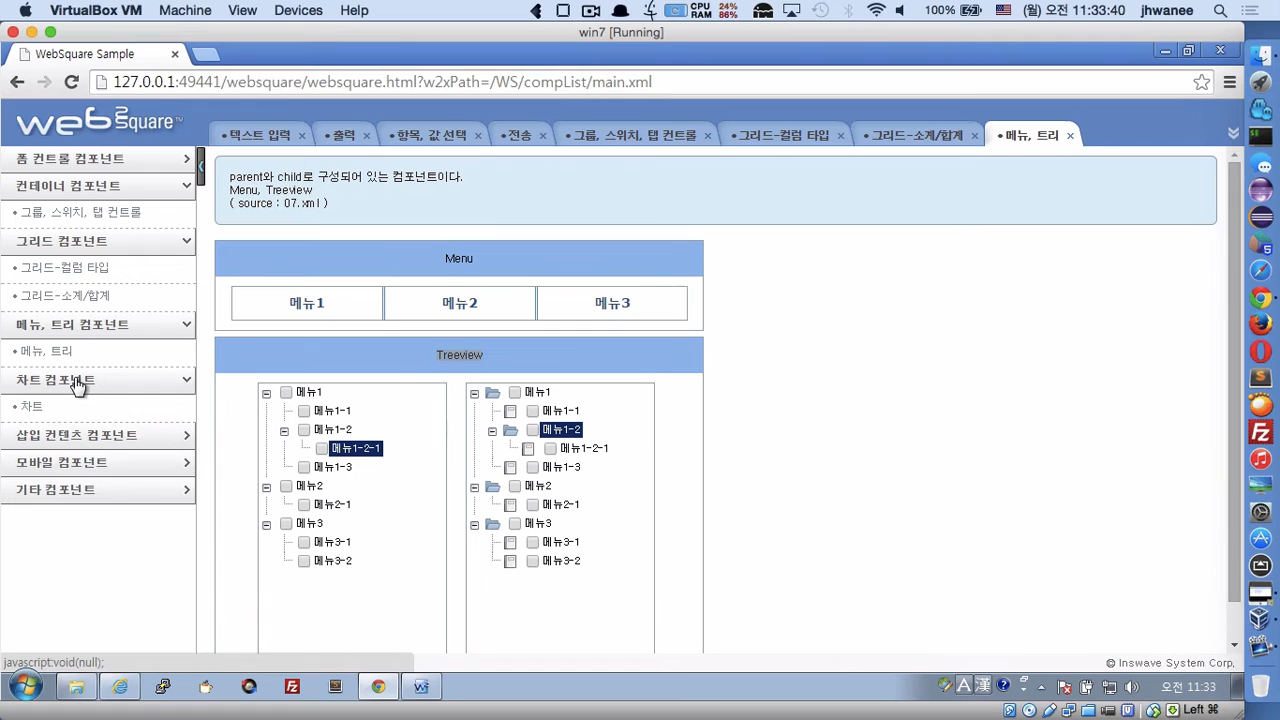 VirtualBox VM Machine View Devices Help CPU 24% RAM 86% 100% (월) 오전 11:33:40 jhwanee
win7 [Running]
WebSquare Sample
127.0.0.1:49441/websquare/websquare.html?w2xPath=/WS/cmpList/main.xml
websquare™
•텍스트 입력 •출력 •항목, 값 선택 •전송 •그룹, 스위치, 탭 컨트롤 •그리드-컬럼 타입 •그리드-소계/합계 •메뉴, 트리
폼 컨트롤 컴포넌트
컨테이너 컴포넌트
• 그룹, 스위치, 탭 컨트롤
그리드 컴포넌트
• 그리드-컬럼 타입
• 그리드-소계/합계
메뉴, 트리 컴포넌트
• 메뉴, 트리
차트 컴포넌트
• 차트
삽입 컨텐츠 컴포넌트
모바일 컴포넌트
기타 컴포넌트
parent와 child로 구성되어 있는 컴포넌트이다.
Menu, Treeview
( source : 07.xml )
Menu
메뉴1 메뉴2 메뉴3
Treeview
메뉴1
메뉴1-1
메뉴1-2
메뉴1-2-1
메뉴1-3
메뉴2
메뉴2-1
메뉴3
메뉴3-1
메뉴3-2
메뉴1
메뉴1-1
메뉴1-2
메뉴1-2-1
메뉴1-3
메뉴2
메뉴2-1
메뉴3
메뉴3-1
메뉴3-2
javascript:void(null);
© Inswave System Corp,
A 漢 오전 11:33
Left ⌘